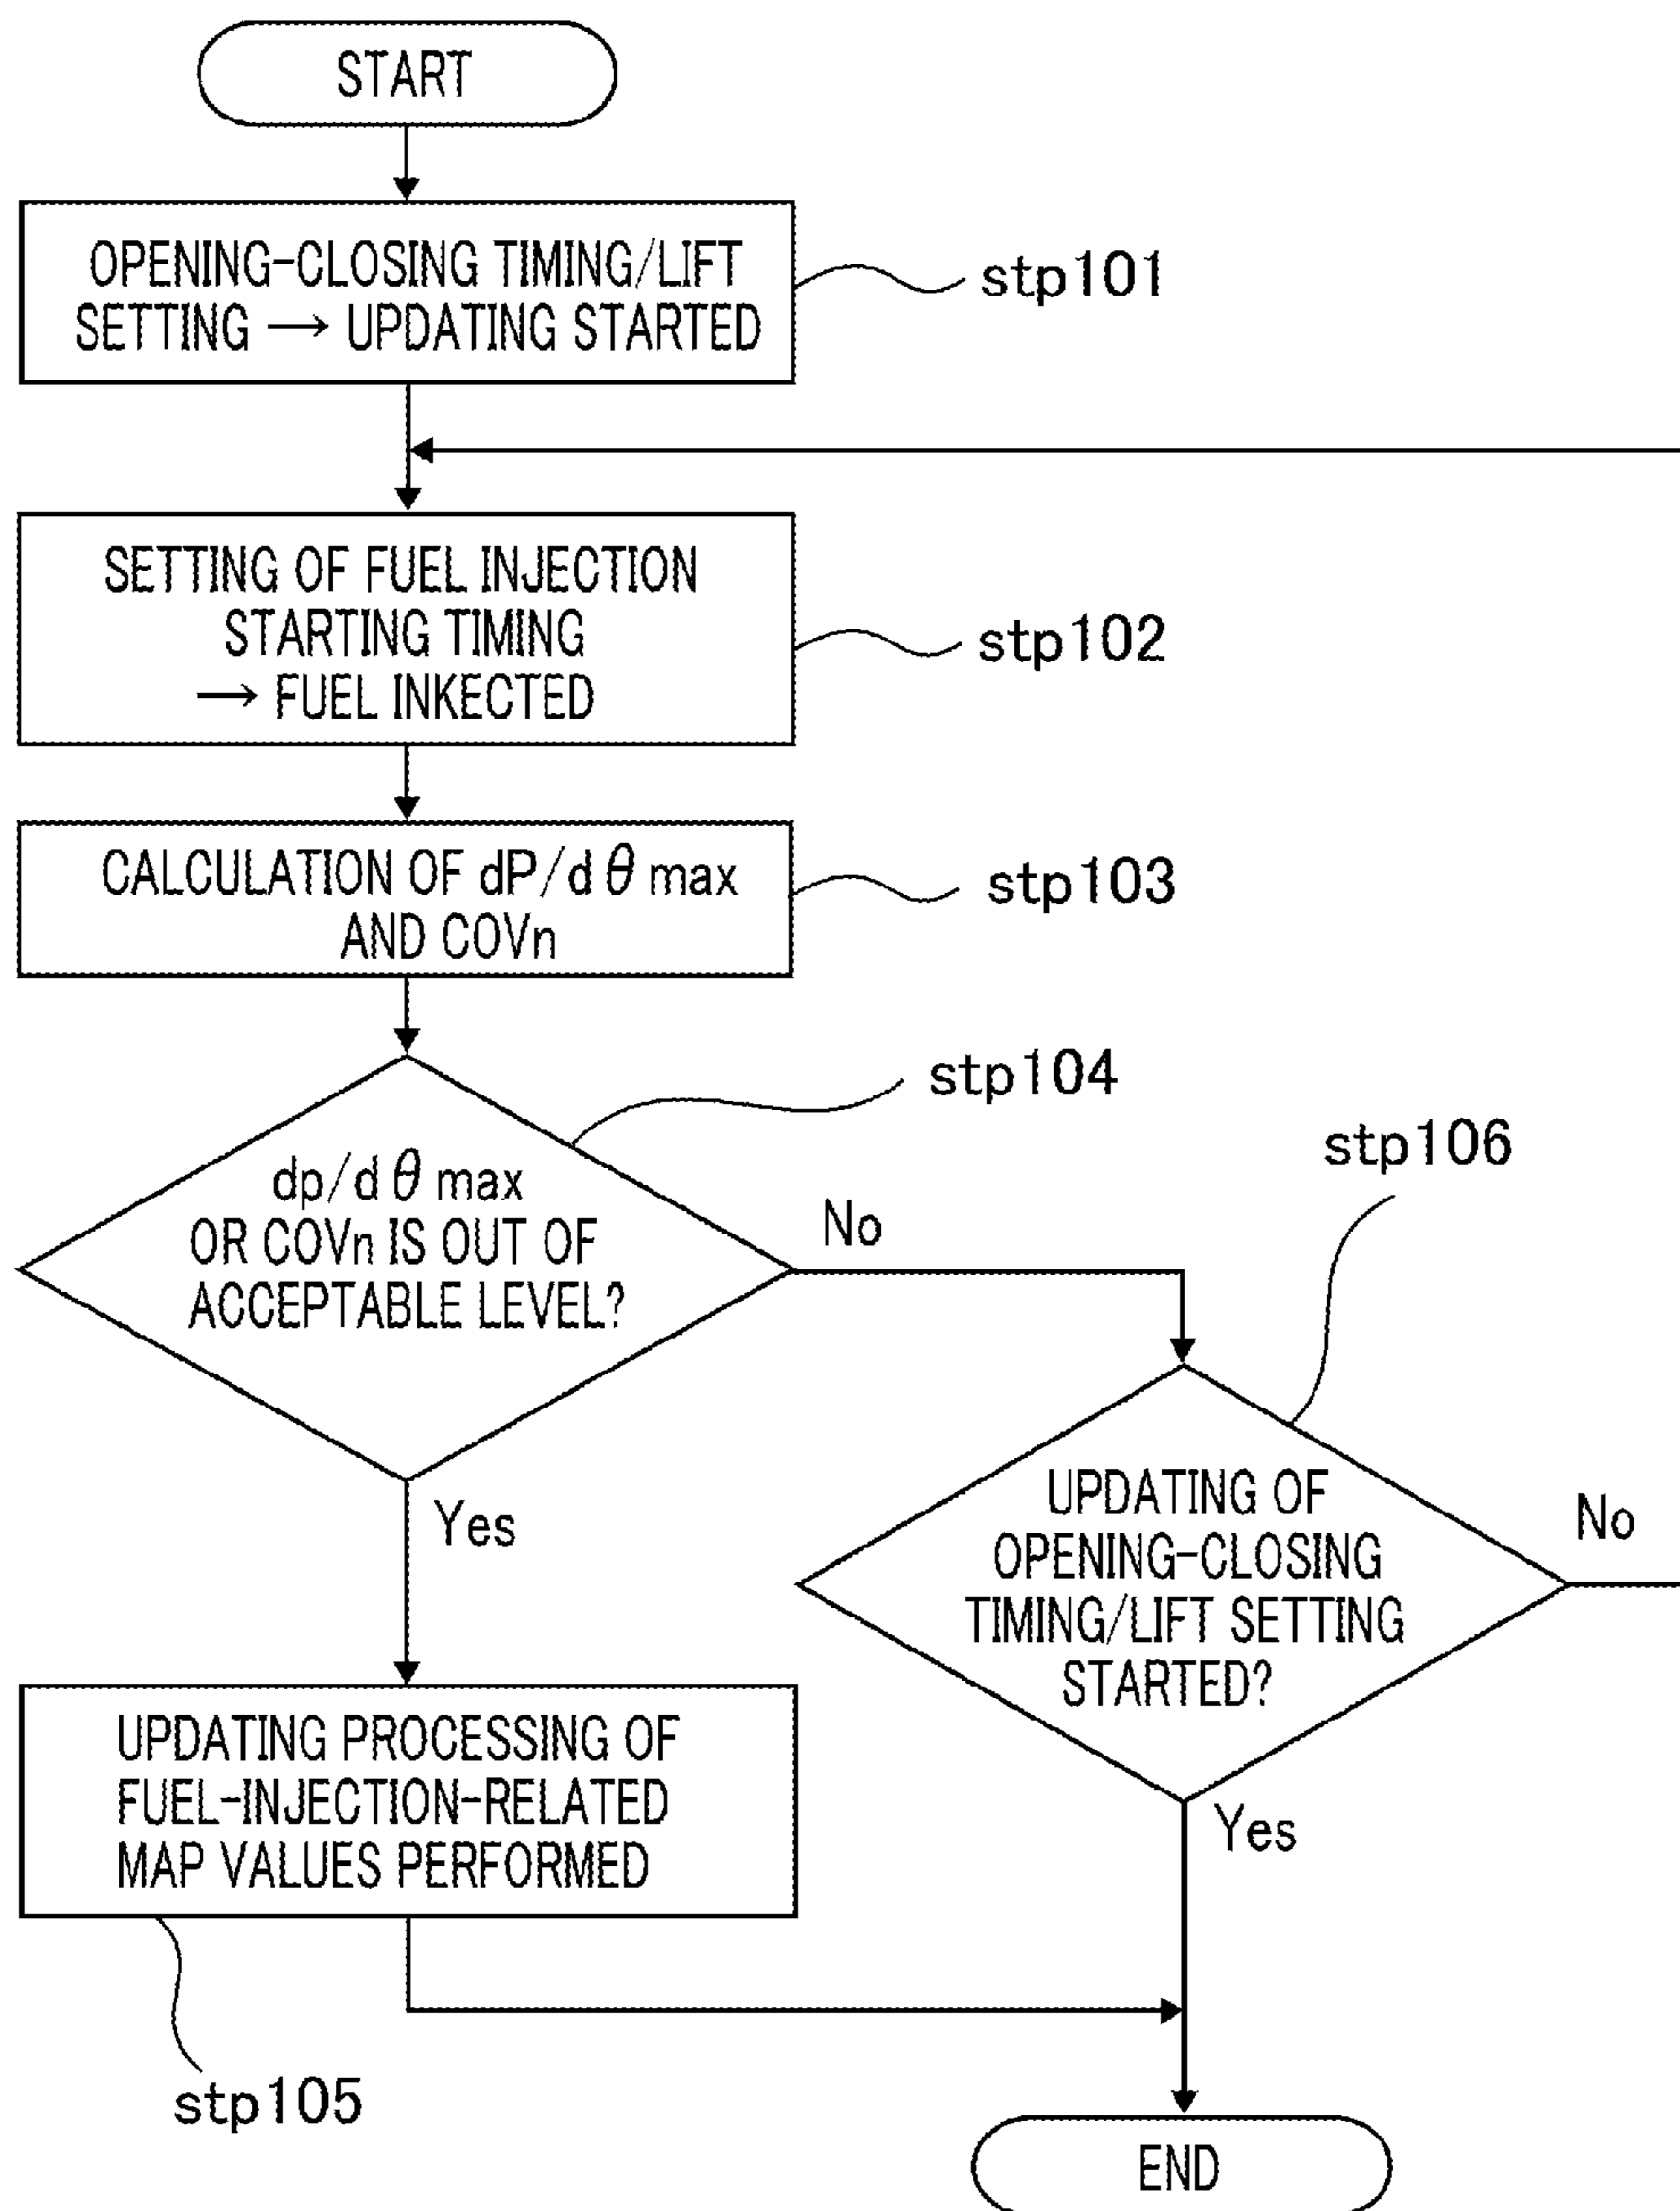 START
OPENING-CLOSING TIMING/LIFT
SETTING → UPDATING STARTED
stp101
SETTING OF FUEL INJECTION
STARTING TIMING
→ FUEL INKECTED
stp102
CALCULATION OF dP/d θ max
AND COVn
stp103
stp104
dp/d θ max
OR COVn IS OUT OF
ACCEPTABLE LEVEL?
No
Yes
stp106
UPDATING OF
OPENING-CLOSING
TIMING/LIFT SETTING
STARTED?
No
Yes
UPDATING PROCESSING OF
FUEL-INJECTION-RELATED
MAP VALUES PERFORMED
stp105
END